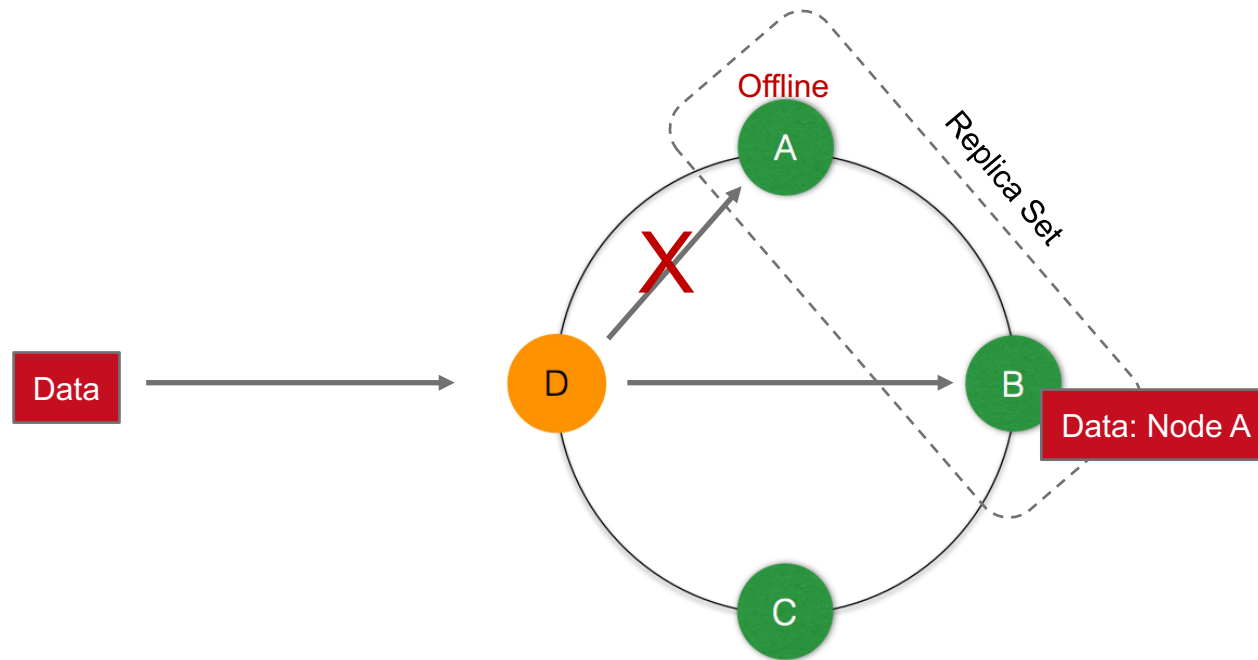 Offline
A
Replica Set
X
Data
D
B
Data: Node A
C